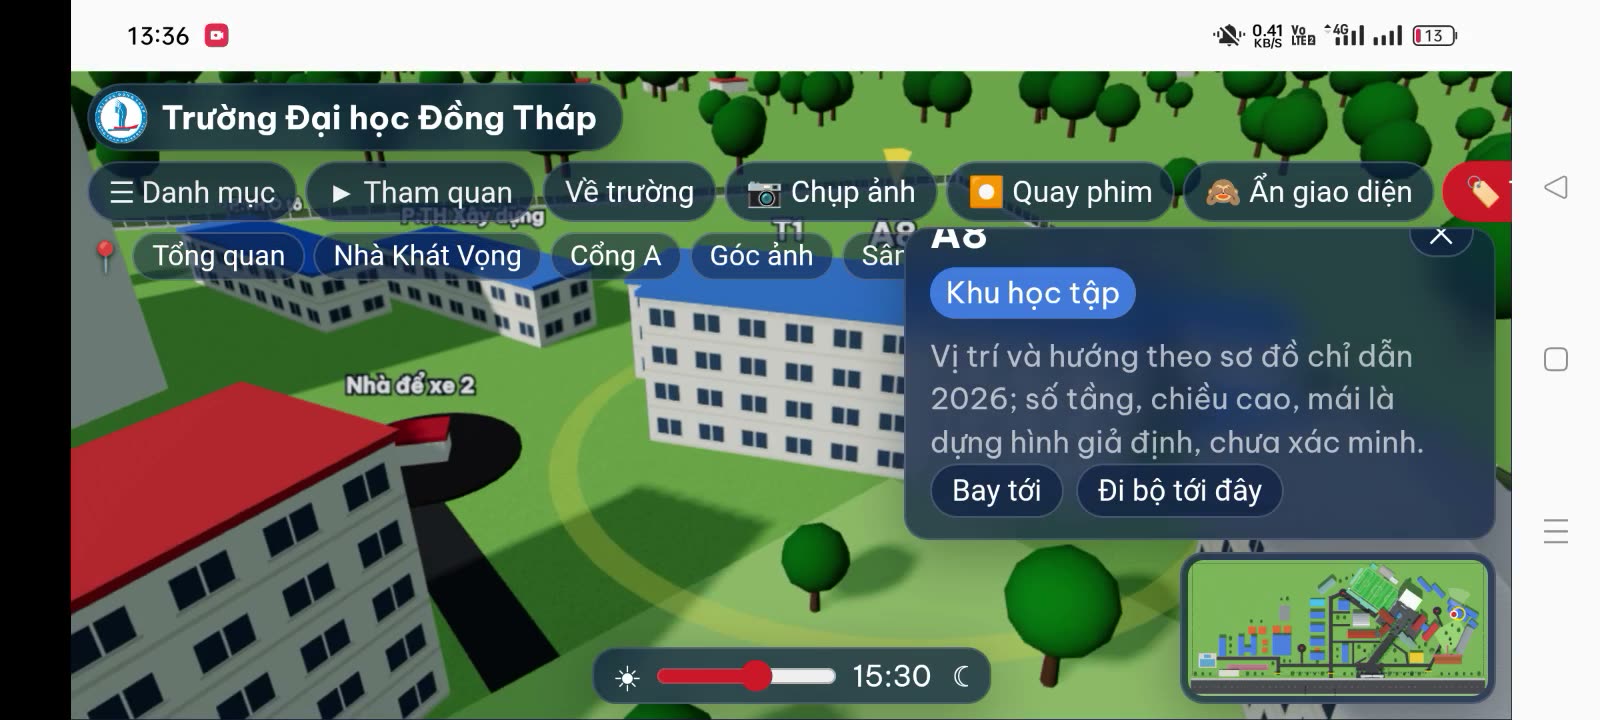 13:36
0.41
KB/S
Vo
LTE2
4G
13
Trường Đại học Đồng Tháp
☰ Danh mục
► Tham quan
Về trường
Chụp ảnh
Quay phim
Ẩn giao diện
P.TH Xây dựng
T1
A8
Tổng quan
Nhà Khát Vọng
Cổng A
Góc ảnh
Sân
A8
Khu học tập
Vị trí và hướng theo sơ đồ chỉ dẫn
2026; số tầng, chiều cao, mái là
dựng hình giả định, chưa xác minh.
Bay tới
Đi bộ tới đây
Nhà để xe 2
15:30